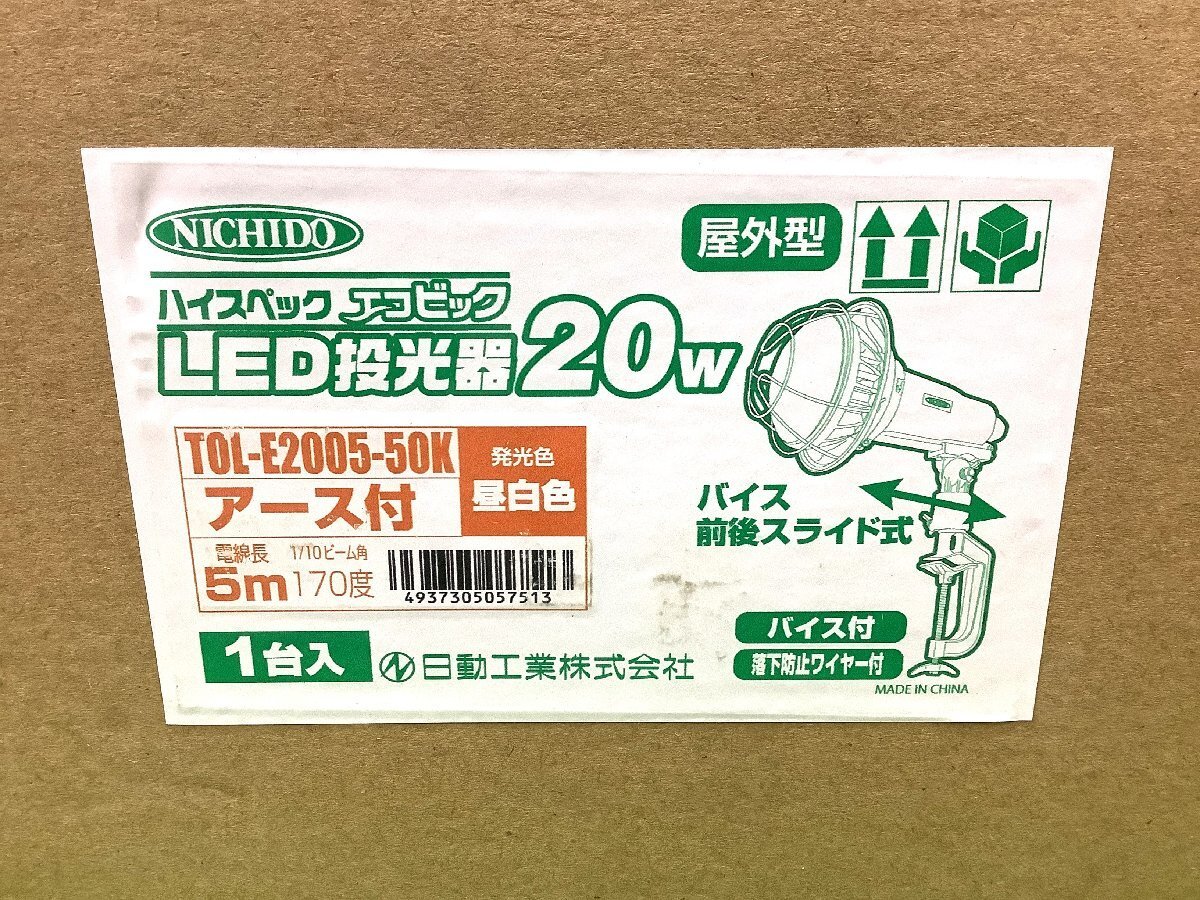 NICHIDO
屋外型
ハイスペック エコビック
LED投光器 20W
TOL-E2005-50K
アース付
発光色
昼白色
電線長
5m
1/10ビーム角
170度
4937305057513
バイス
前後スライド式
1台入
日動工業株式会社
バイス付
落下防止ワイヤー付
MADE IN CHINA